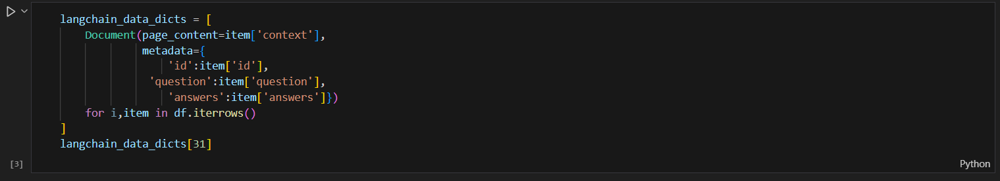 langchain_data_dicts = [
    Document(page_content=item['context'],
             metadata={
                 'id':item['id'],
              'question':item['question'],
                 'answers':item['answers']})
    for i,item in df.iterrows()
]
langchain_data_dicts[31]
[3]
Python